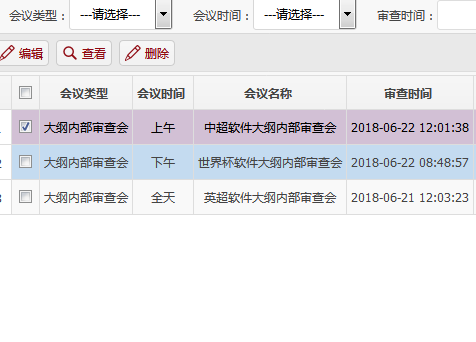 会议类型： ---请选择--- 会议时间： ---请选择--- 审查时间：
编辑 查看 删除
会议类型 会议时间 会议名称 审查时间
大纲内部审查会 上午 中超软件大纲内部审查会 2018-06-22 12:01:38
大纲内部审查会 下午 世界杯软件大纲内部审查会 2018-06-22 08:48:57
大纲内部审查会 全天 英超软件大纲内部审查会 2018-06-21 12:03:23